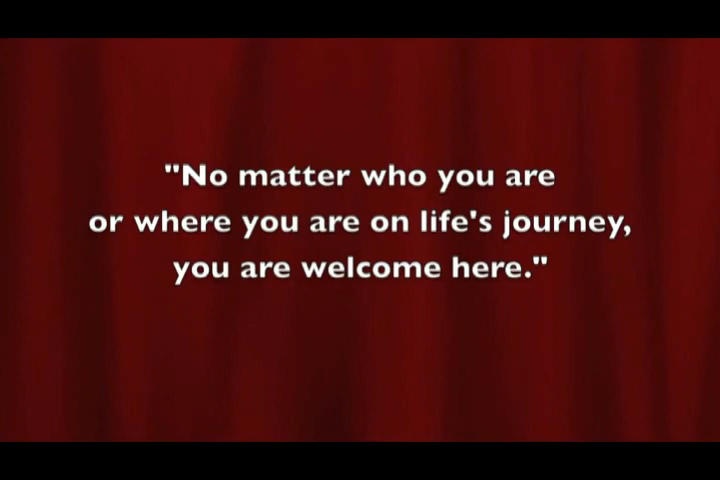 "No matter who you are
or where you are on life's journey,
you are welcome here."